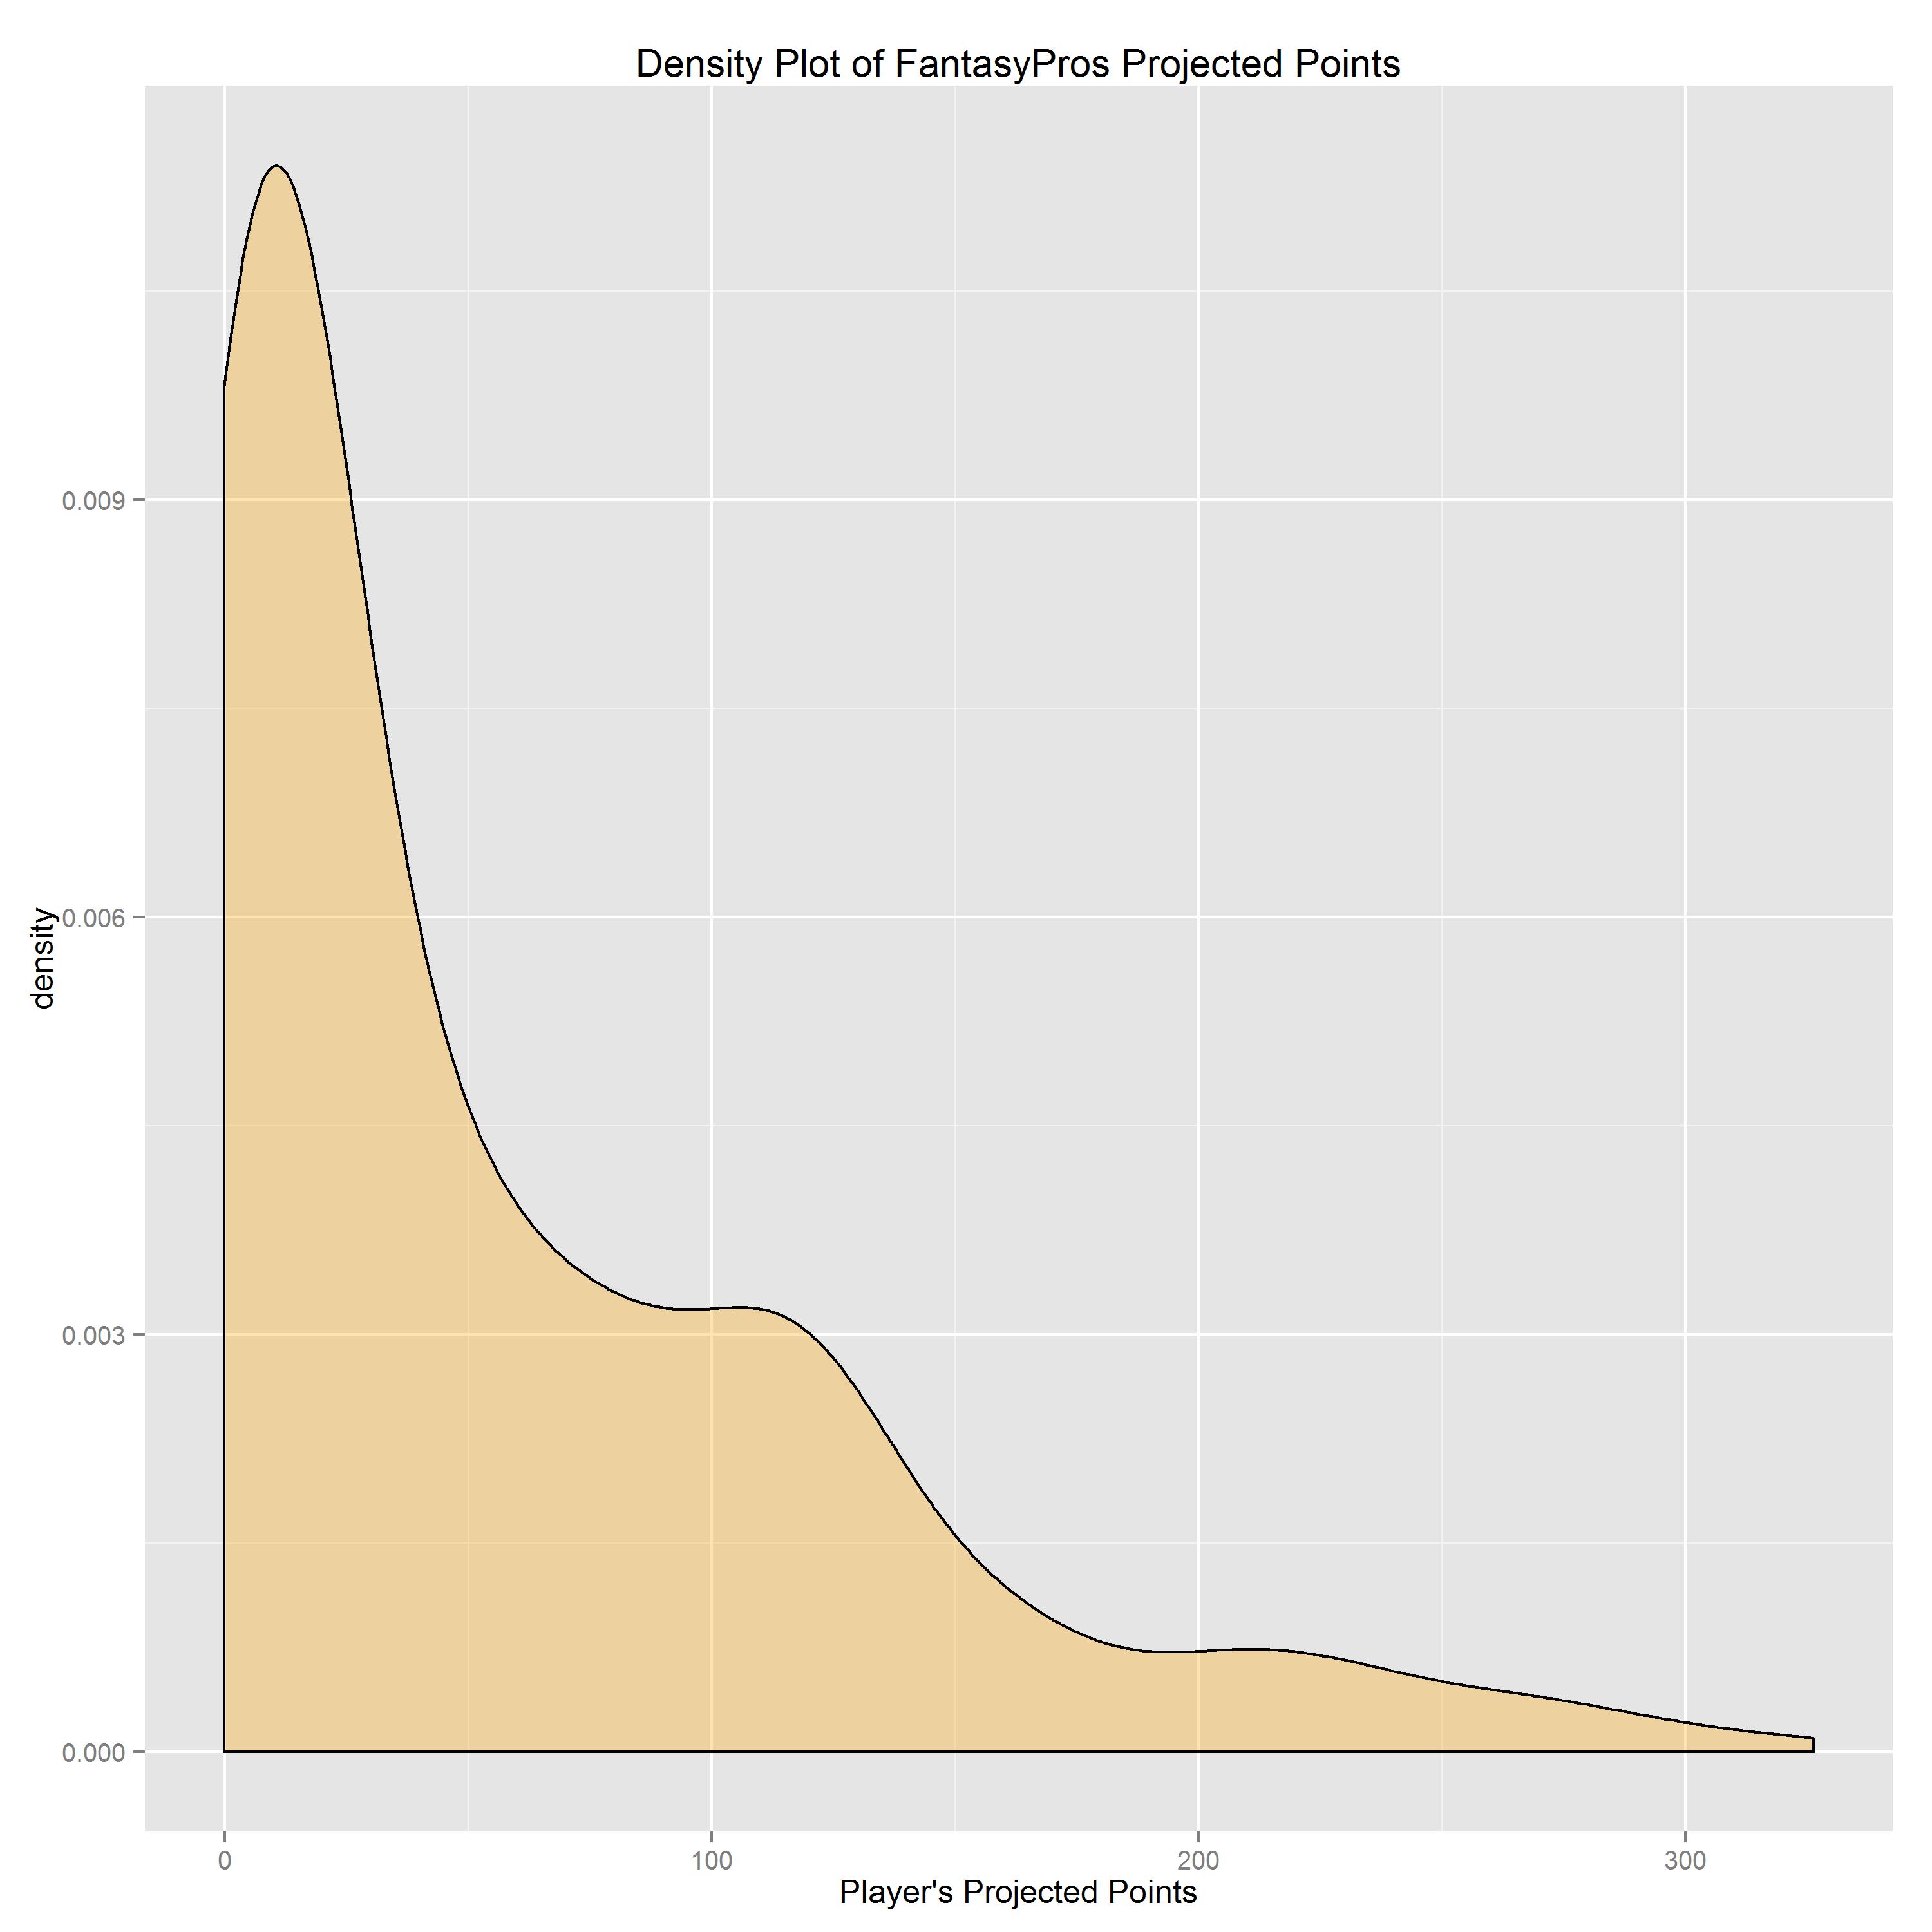 Density Plot of FantasyPros Projected Points
density
0.009
0.006
0.003
0.000
0 100 200 300
Player's Projected Points